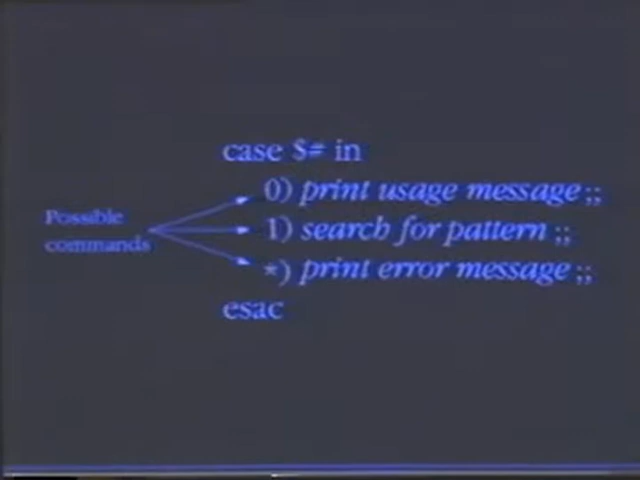 case $# in
0) print usage message ;;
Possible
commands
1) search for pattern ;;
*) print error message ;;
esac